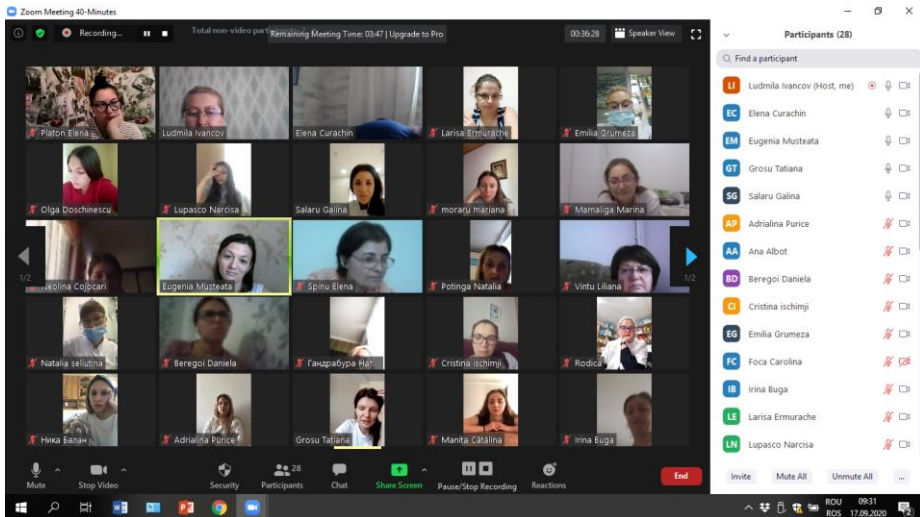 Zoom Meeting 40-Minutes
Recording...
Total non-video
Remaining Meeting Time: 03:47 | Upgrade to Pro
00:36:28
Speaker View
Platon Elena
Ludmila Ivancov
Elena Curachin
Larisa Ermurache
Emilia Grumeza
Olga Doschinescu
Lupasco Narcisa
Salaru Galina
moraru mariana
Mamaliga Marina
1/2
Neolina Cojocari
Eugenia Musteata
Spinu Elena
Potinga Natalia
Vintu Liliana
1/2
Natalia seliutina
Beregoi Daniela
Гандрабура Нат
Cristina ischimji
Rodica
Ника Балан
Adrialina Purice
Grosu Tatiana
Manița Cătălina
Irina Buga
Mute
Stop Video
Security
Participants
28
Chat
Share Screen
Pause/Stop Recording
Reactions
End
Participants (28)
Find a participant
LI Ludmila Ivancov (Host, me)
EC Elena Curachin
EM Eugenia Musteata
GT Grosu Tatiana
SG Salaru Galina
AP Adrialina Purice
AA Ana Albot
BD Beregoi Daniela
CI Cristina ischimji
EG Emilia Grumeza
FC Foca Carolina
IB Irina Buga
LE Larisa Ermurache
LN Lupasco Narcisa
Invite Mute All Unmute All ...
ROU 09:31
ROS 17.09.2020